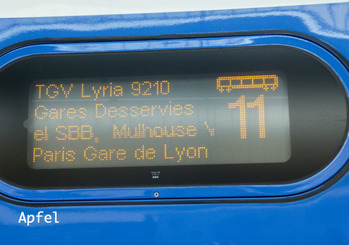 TGV Lyria 9210
11
Gares Desservies
el SBB, Mulhouse V
Paris Gare de Lyon
Apfel